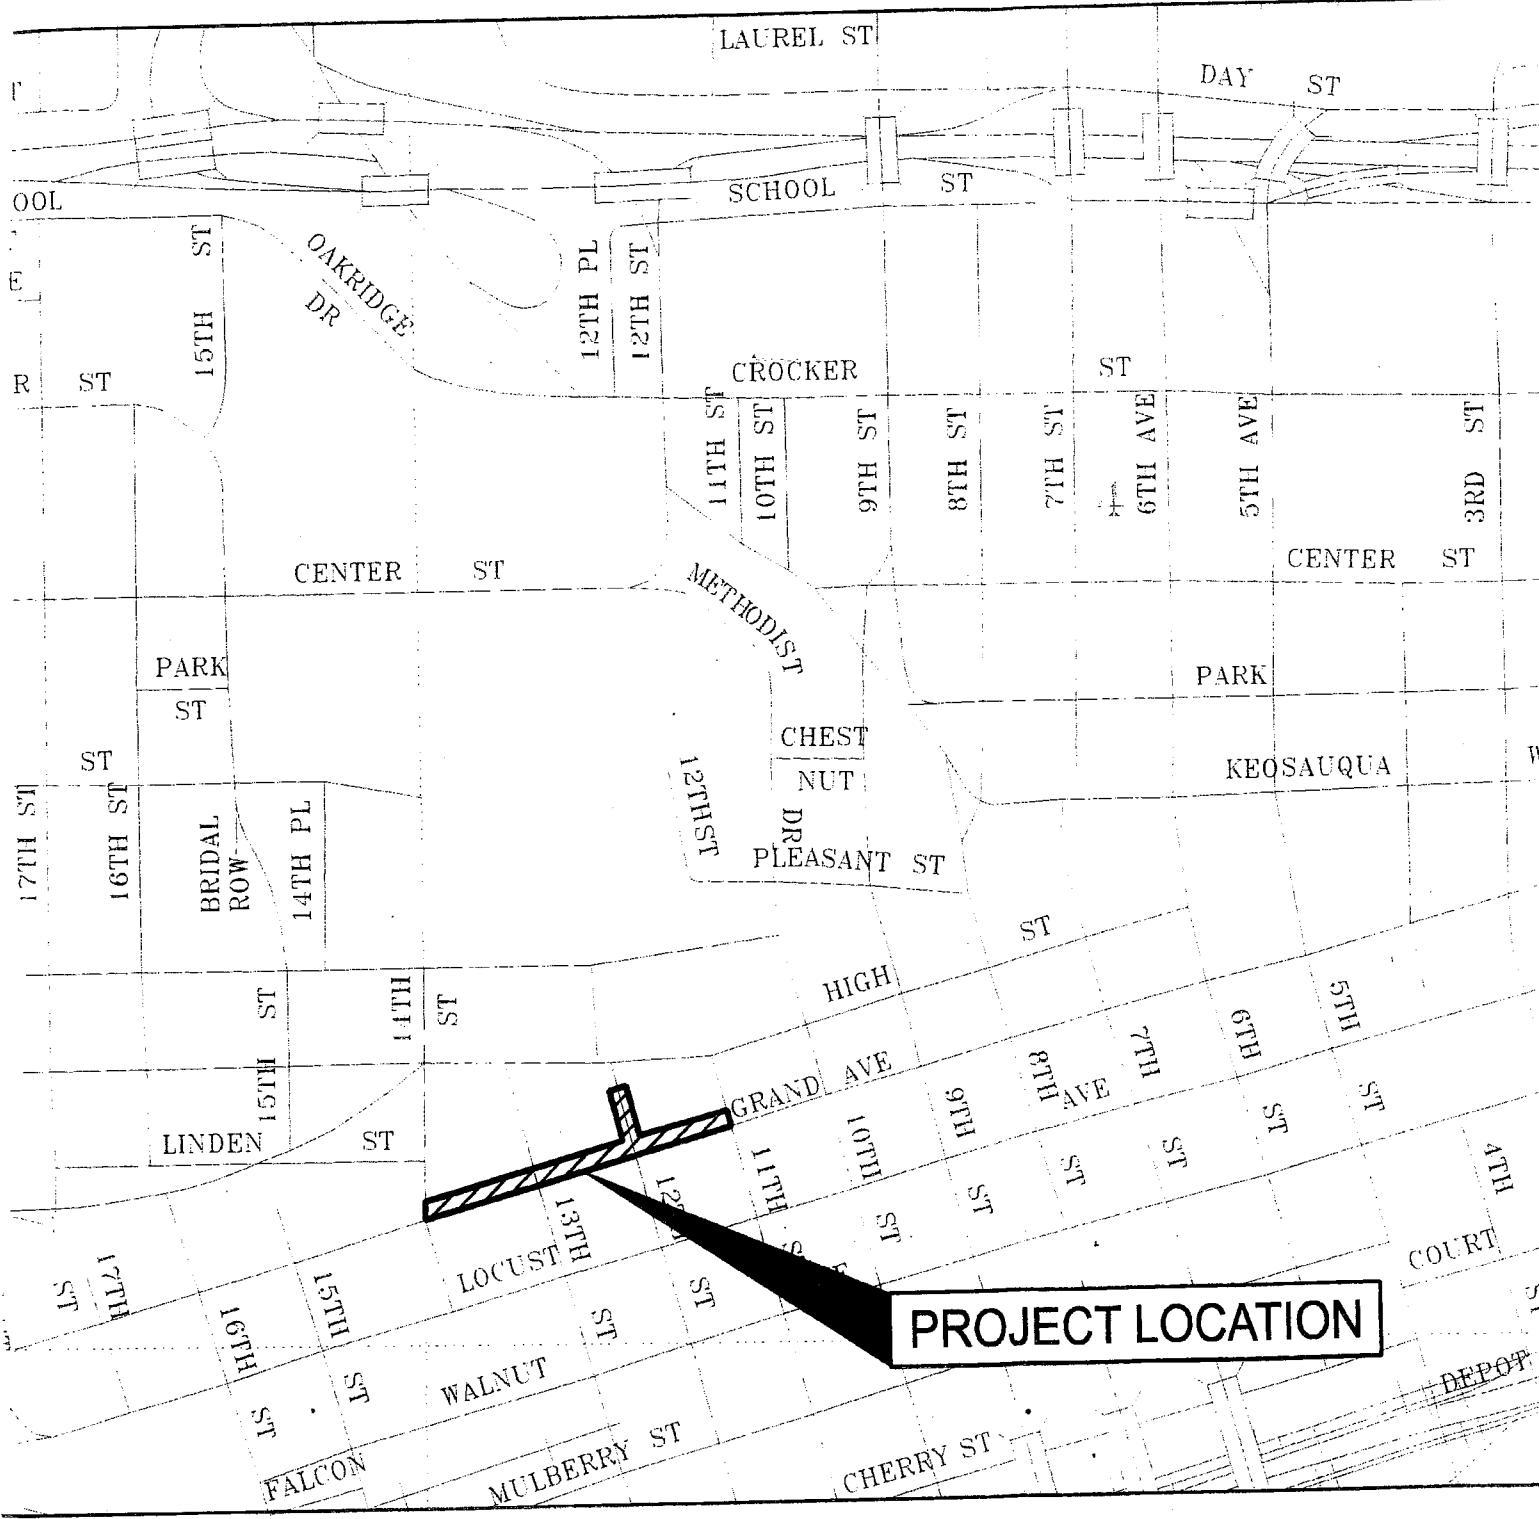 LAUREL ST
DAY ST
T
OOL
SCHOOL ST
E
15TH ST
OAKRIDGE
DR
12TH PL
12TH ST
R ST
CROCKER ST
11TH ST
10TH ST
9TH ST
8TH ST
7TH ST
6TH AVE
5TH AVE
3RD ST
CENTER ST
METHODIST
CENTER ST
PARK
ST
PARK
CHEST
NUT
DR
ST
KEOSAUQUA W
17TH ST
16TH ST
BRIDAL
ROW
14TH PL
12TH ST
PLEASANT ST
HIGH ST
15TH ST
14TH
ST
GRAND AVE
LINDEN ST
11TH ST
10TH ST
9TH ST
8TH ST
AVE
7TH ST
6TH ST
5TH ST
4TH
LOCUST
13TH ST
ST
17TH
ST
16TH
ST
15TH
ST
WALNUT
COURT
ST
PROJECT LOCATION
DEPOT
FALCON
MULBERRY ST
CHERRY ST